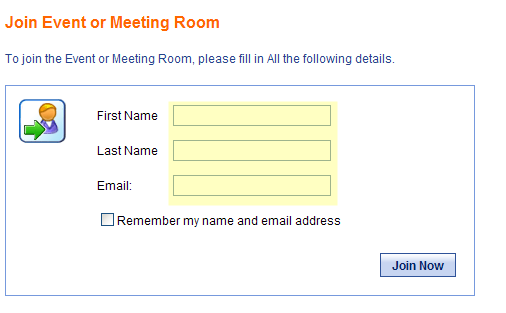 Join Event or Meeting Room
To join the Event or Meeting Room, please fill in All the following details.
First Name
Last Name
Email:
Remember my name and email address
Join Now